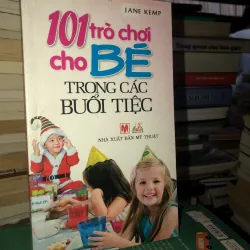 JANE KEMP
101 trò chơi
cho BÉ
TRONG CÁC
BUỔI TIỆC
NHÀ XUẤT BẢN MỸ THUẬT